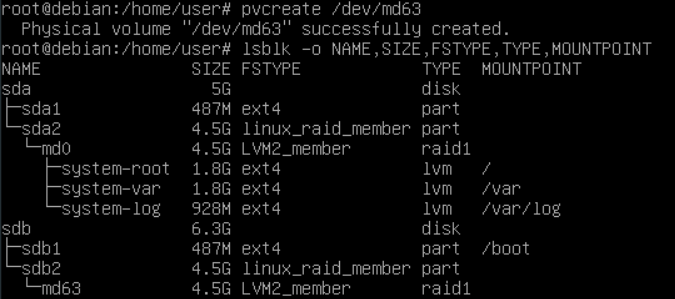 root@debian:/home/user# pvcreate /dev/md63
  Physical volume "/dev/md63" successfully created.
root@debian:/home/user# lsblk -o NAME,SIZE,FSTYPE,TYPE,MOUNTPOINT
NAME                SIZE FSTYPE            TYPE  MOUNTPOINT
sda                   5G                   disk
├─sda1              487M ext4              part
└─sda2              4.5G linux_raid_member part
  └─md0             4.5G LVM2_member       raid1
    ├─system-root   1.8G ext4              lvm   /
    ├─system-var    1.8G ext4              lvm   /var
    └─system-log    928M ext4              lvm   /var/log
sdb                 6.3G                   disk
├─sdb1              487M ext4              part  /boot
└─sdb2              4.5G linux_raid_member part
  └─md63            4.5G LVM2_member       raid1